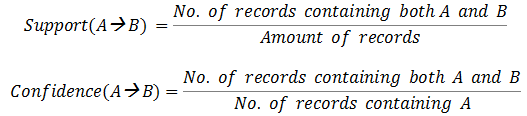 Support(A→B) = No. of records containing both A and B / Amount of records
Confidence(A→B) = No. of records containing both A and B / No. of records containing A